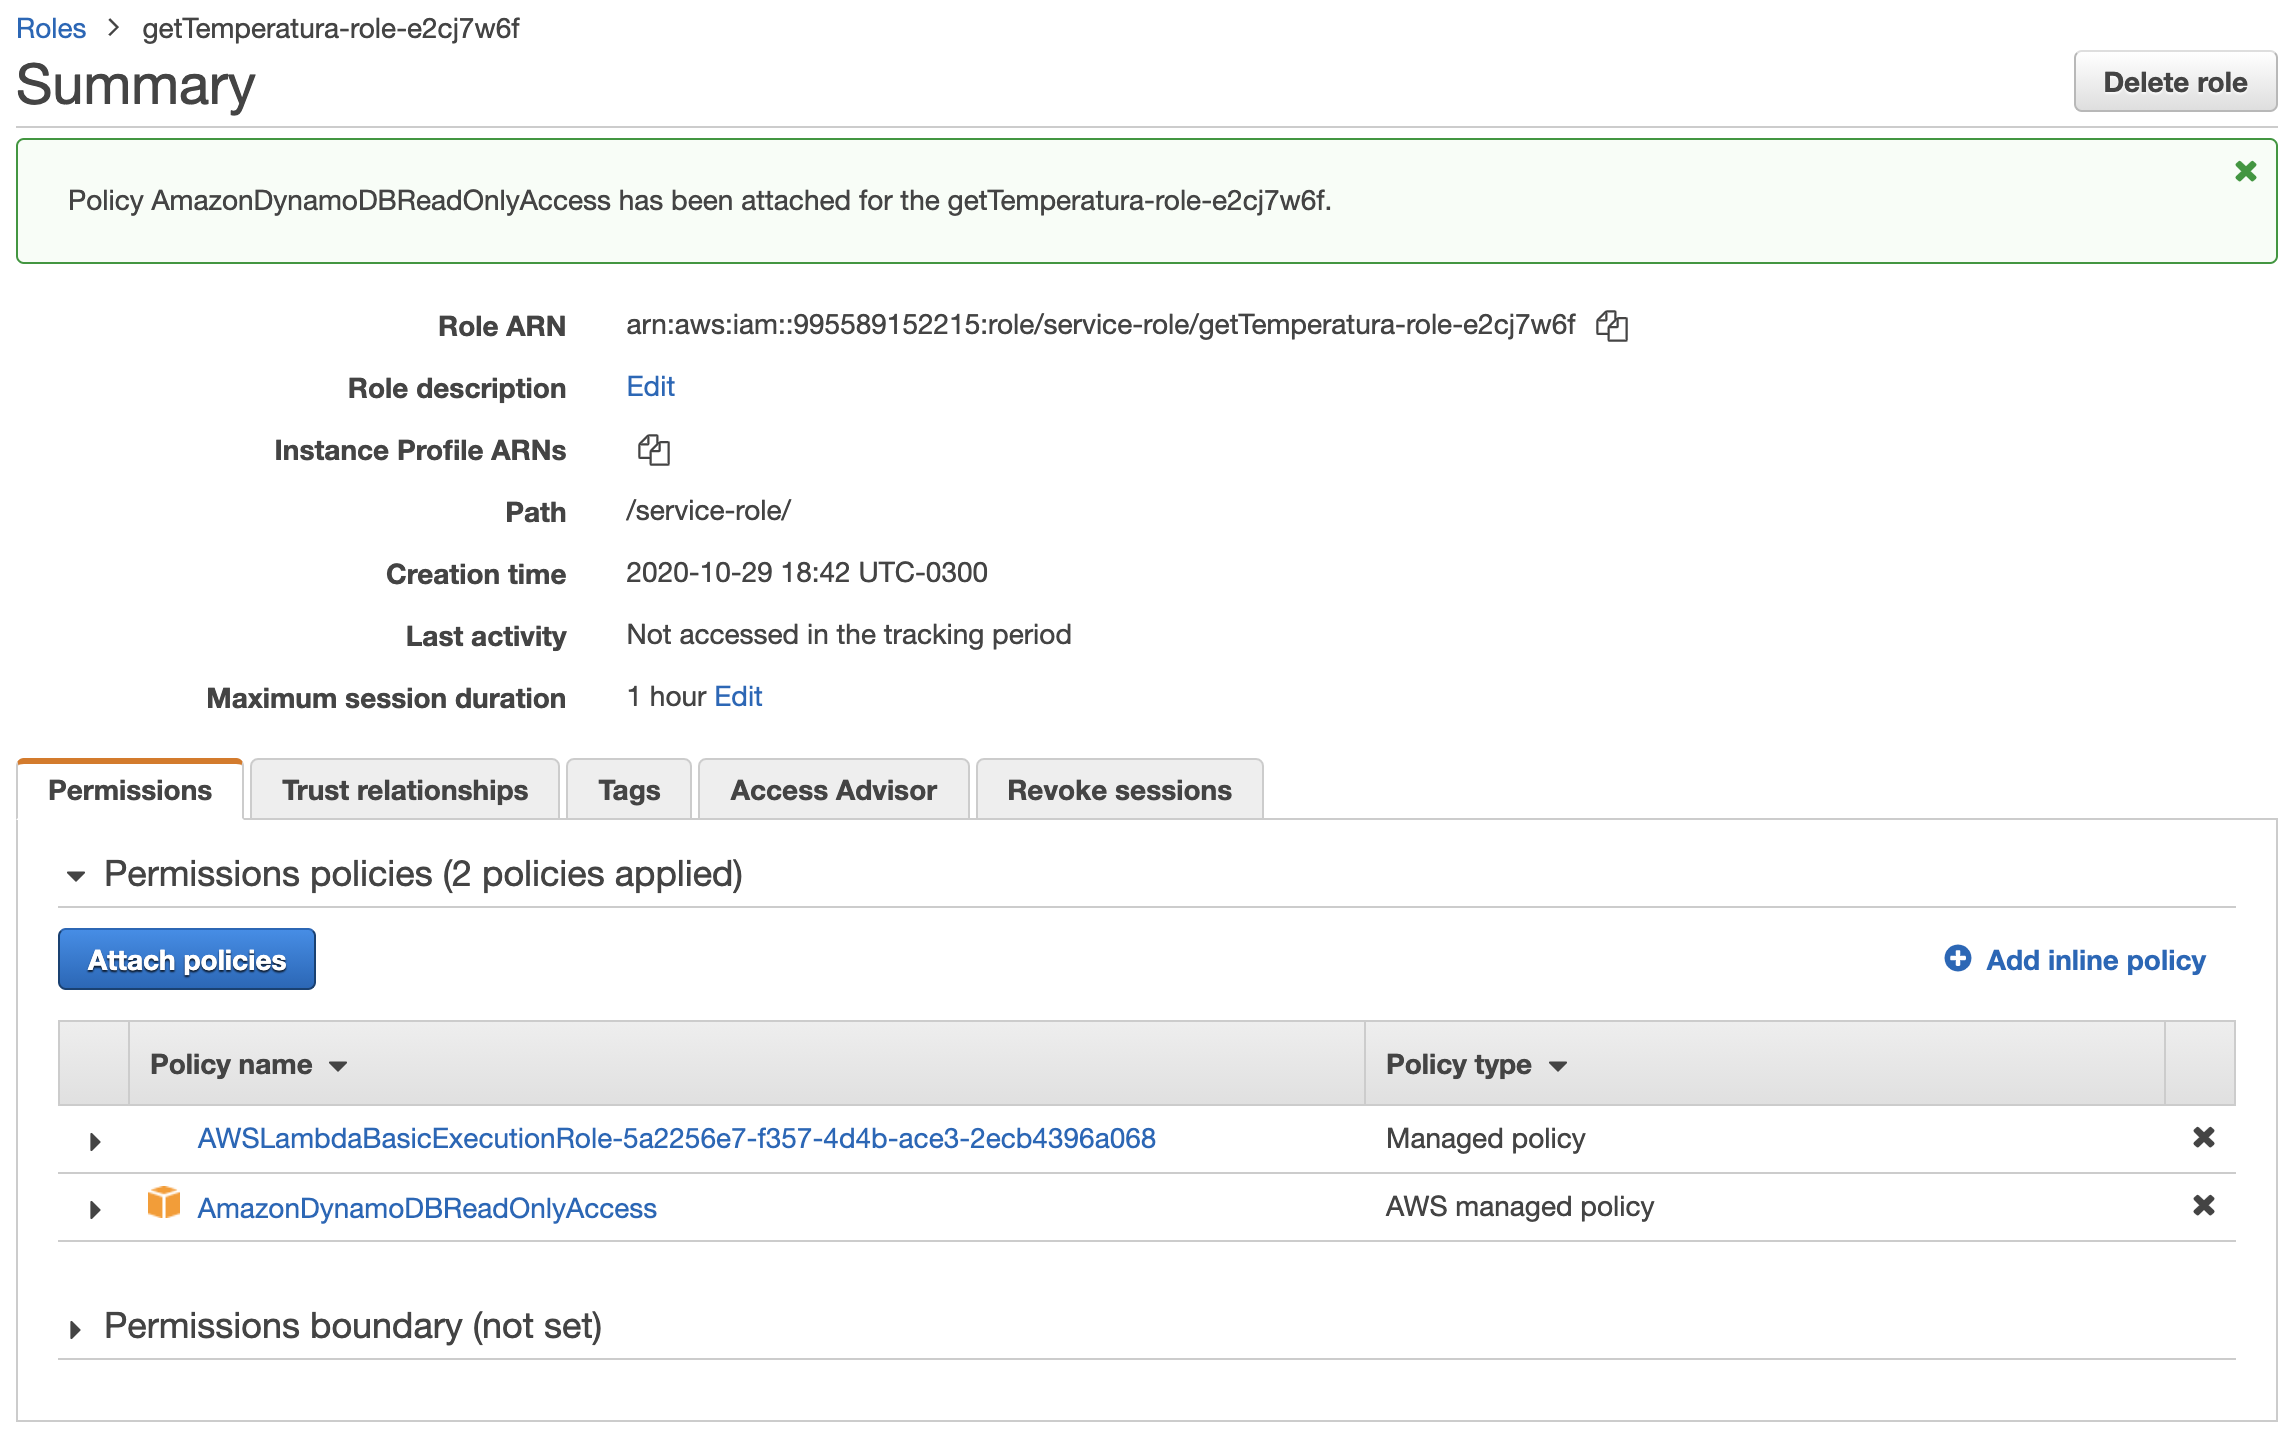 Roles > getTemperatura-role-e2cj7w6f
Summary
Delete role
Policy AmazonDynamoDBReadOnlyAccess has been attached for the getTemperatura-role-e2cj7w6f.
Role ARN arn:aws:iam::995589152215:role/service-role/getTemperatura-role-e2cj7w6f
Role description Edit
Instance Profile ARNs
Path /service-role/
Creation time 2020-10-29 18:42 UTC-0300
Last activity Not accessed in the tracking period
Maximum session duration 1 hour Edit
Permissions Trust relationships Tags Access Advisor Revoke sessions
Permissions policies (2 policies applied)
Attach policies Add inline policy
Policy name Policy type
AWSLambdaBasicExecutionRole-5a2256e7-f357-4d4b-ace3-2ecb4396a068 Managed policy
AmazonDynamoDBReadOnlyAccess AWS managed policy
Permissions boundary (not set)